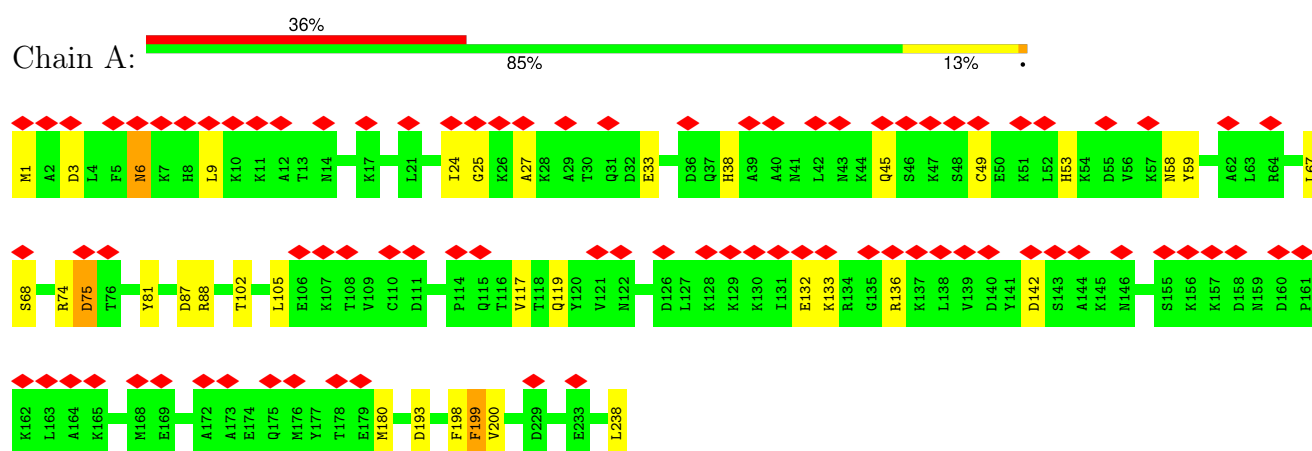 36%
Chain A:
85% 13% •
M1 A2 D3 L4 F5 N6 K7 H8 L9 K10 K11 A12 T13 N14 K17 L21 I24 G25 K26 A27 K28 A29 T30 Q31 D32 E33 D36 Q37 H38 A39 A40 N41 L42 N43 K44 Q45 S46 K47 S48 C49 E50 K51 L52 H53 K54 D55 V56 K57 N58 Y59 A62 L63 R64 L67
S68 R74 D75 T76 Y81 D87 R88 T102 L105 E106 K107 T108 V109 C110 D111 P114 Q115 T116 V117 T118 Q119 Y120 V121 N122 D126 L127 K128 K129 K130 I131 E132 K133 R134 G135 R136 K137 L138 V139 D140 Y141 D142 S143 A144 K145 N146 S155 K156 K157 D158 N159 D160 P161
K162 L163 A164 K165 M168 E169 A172 A173 E174 Q175 M176 Y177 T178 E179 M180 D193 F198 F199 V200 D229 E233 L238